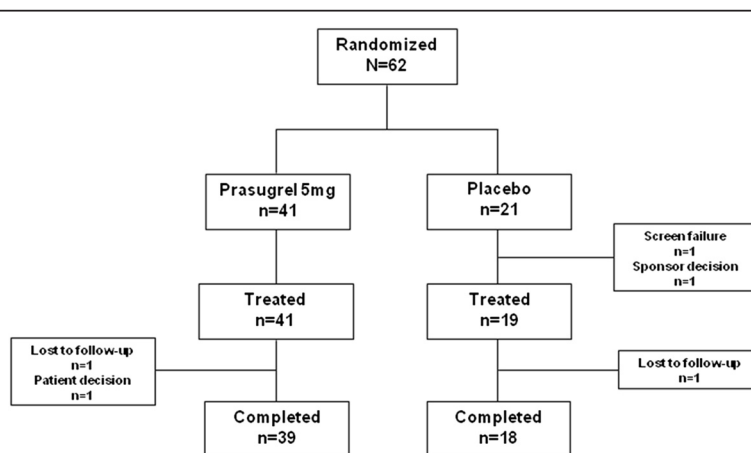 Randomized
N=62
Prasugrel 5mg
n=41
Placebo
n=21
Screen failure
n=1
Sponsor decision
n=1
Treated
n=41
Treated
n=19
Lost to follow-up
n=1
Patient decision
n=1
Lost to follow-up
n=1
Completed
n=39
Completed
n=18